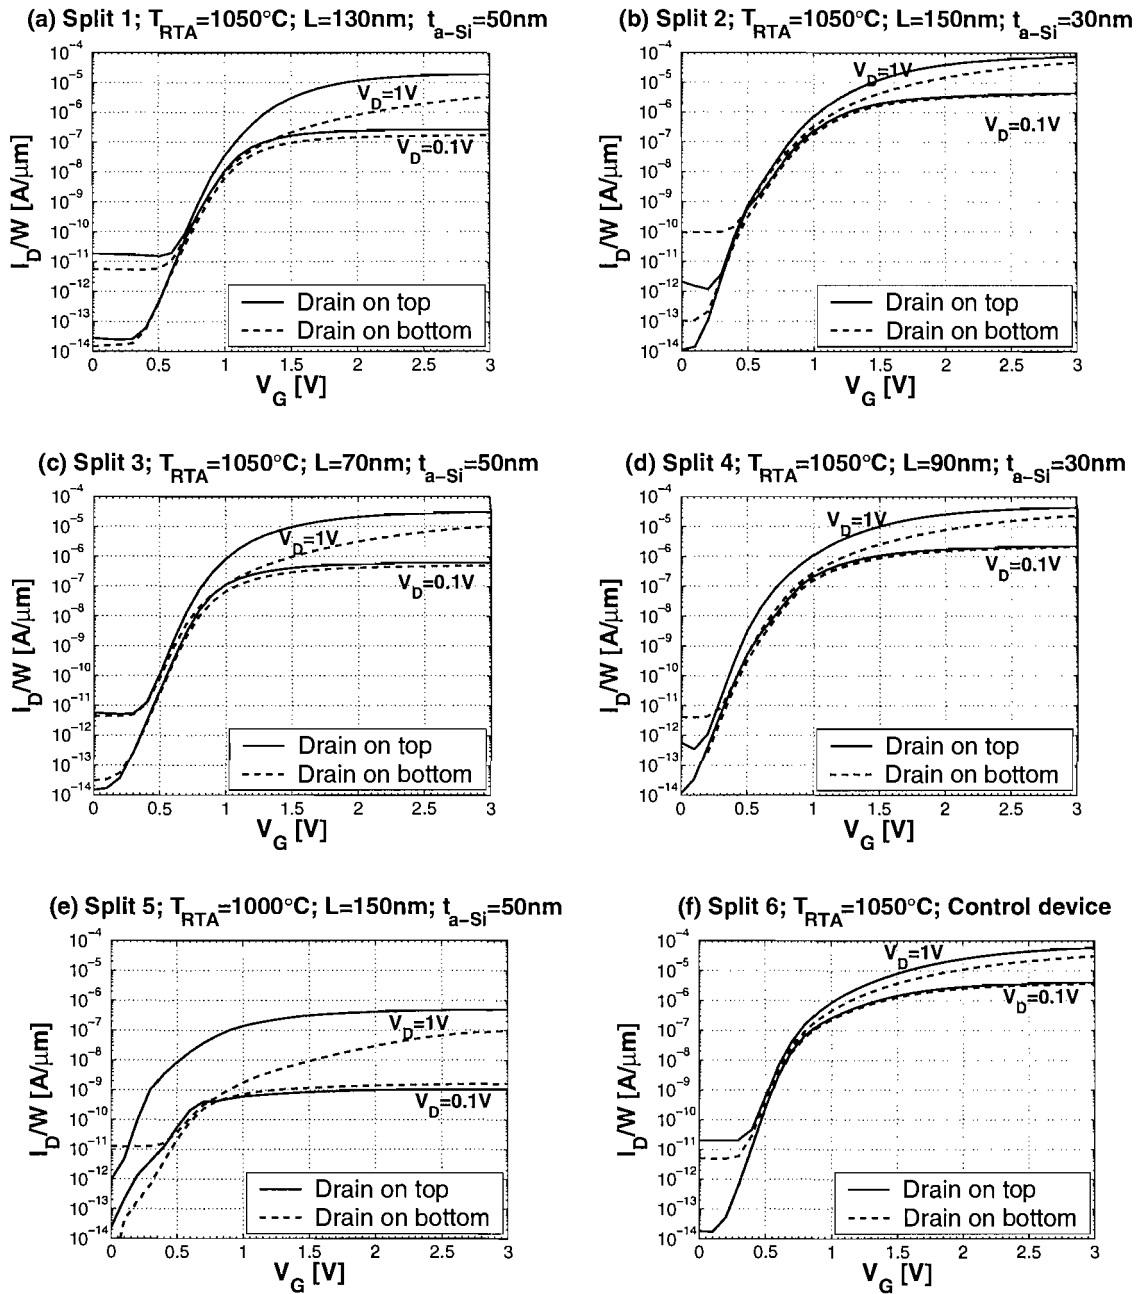 (a) Split 1; T_RTA=1050°C; L=130nm; t_a−Si=50nm
10^−4
10^−5
10^−6
10^−7
10^−8
10^−9
10^−10
10^−11
10^−12
10^−13
10^−14
I_D/W [A/μm]
V_D=1V
V_D=0.1V
Drain on top
Drain on bottom
0 0.5 1 1.5 2 2.5 3
V_G [V]
(b) Split 2; T_RTA=1050°C; L=150nm; t_a−Si=30nm
10^−4
10^−5
10^−6
10^−7
10^−8
10^−9
10^−10
10^−11
10^−12
10^−13
10^−14
I_D/W [A/μm]
V_D=1V
V_D=0.1V
Drain on top
Drain on bottom
0 0.5 1 1.5 2 2.5 3
V_G [V]
(c) Split 3; T_RTA=1050°C; L=70nm; t_a−Si=50nm
10^−4
10^−5
10^−6
10^−7
10^−8
10^−9
10^−10
10^−11
10^−12
10^−13
10^−14
I_D/W [A/μm]
V_D=1V
V_D=0.1V
Drain on top
Drain on bottom
0 0.5 1 1.5 2 2.5 3
V_G [V]
(d) Split 4; T_RTA=1050°C; L=90nm; t_a−Si=30nm
10^−4
10^−5
10^−6
10^−7
10^−8
10^−9
10^−10
10^−11
10^−12
10^−13
10^−14
I_D/W [A/μm]
V_D=1V
V_D=0.1V
Drain on top
Drain on bottom
0 0.5 1 1.5 2 2.5 3
V_G [V]
(e) Split 5; T_RTA=1000°C; L=150nm; t_a−Si=50nm
10^−4
10^−5
10^−6
10^−7
10^−8
10^−9
10^−10
10^−11
10^−12
10^−13
10^−14
I_D/W [A/μm]
V_D=1V
V_D=0.1V
Drain on top
Drain on bottom
0 0.5 1 1.5 2 2.5 3
V_G [V]
(f) Split 6; T_RTA=1050°C; Control device
10^−4
10^−5
10^−6
10^−7
10^−8
10^−9
10^−10
10^−11
10^−12
10^−13
10^−14
I_D/W [A/μm]
V_D=1V
V_D=0.1V
Drain on top
Drain on bottom
0 0.5 1 1.5 2 2.5 3
V_G [V]